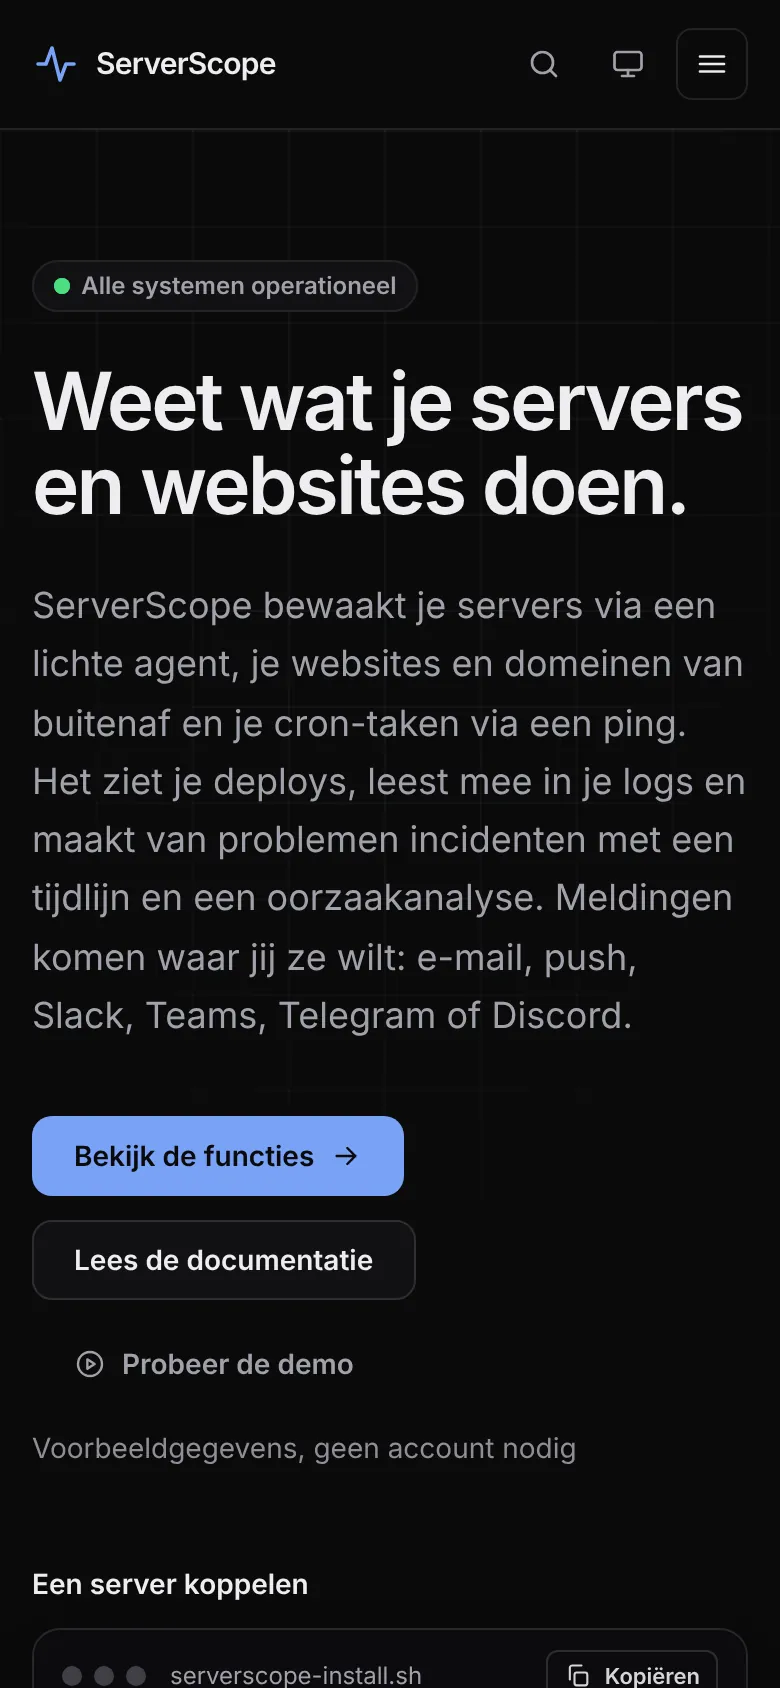 ServerScope
Alle systemen operationeel
Weet wat je servers
en websites doen.
ServerScope bewaakt je servers via een
lichte agent, je websites en domeinen van
buitenaf en je cron-taken via een ping.
Het ziet je deploys, leest mee in je logs en
maakt van problemen incidenten met een
tijdlijn en een oorzaakanalyse. Meldingen
komen waar jij ze wilt: e-mail, push,
Slack, Teams, Telegram of Discord.
Bekijk de functies →
Lees de documentatie
Probeer de demo
Voorbeeldgegevens, geen account nodig
Een server koppelen
serverscope-install.sh
Kopiëren